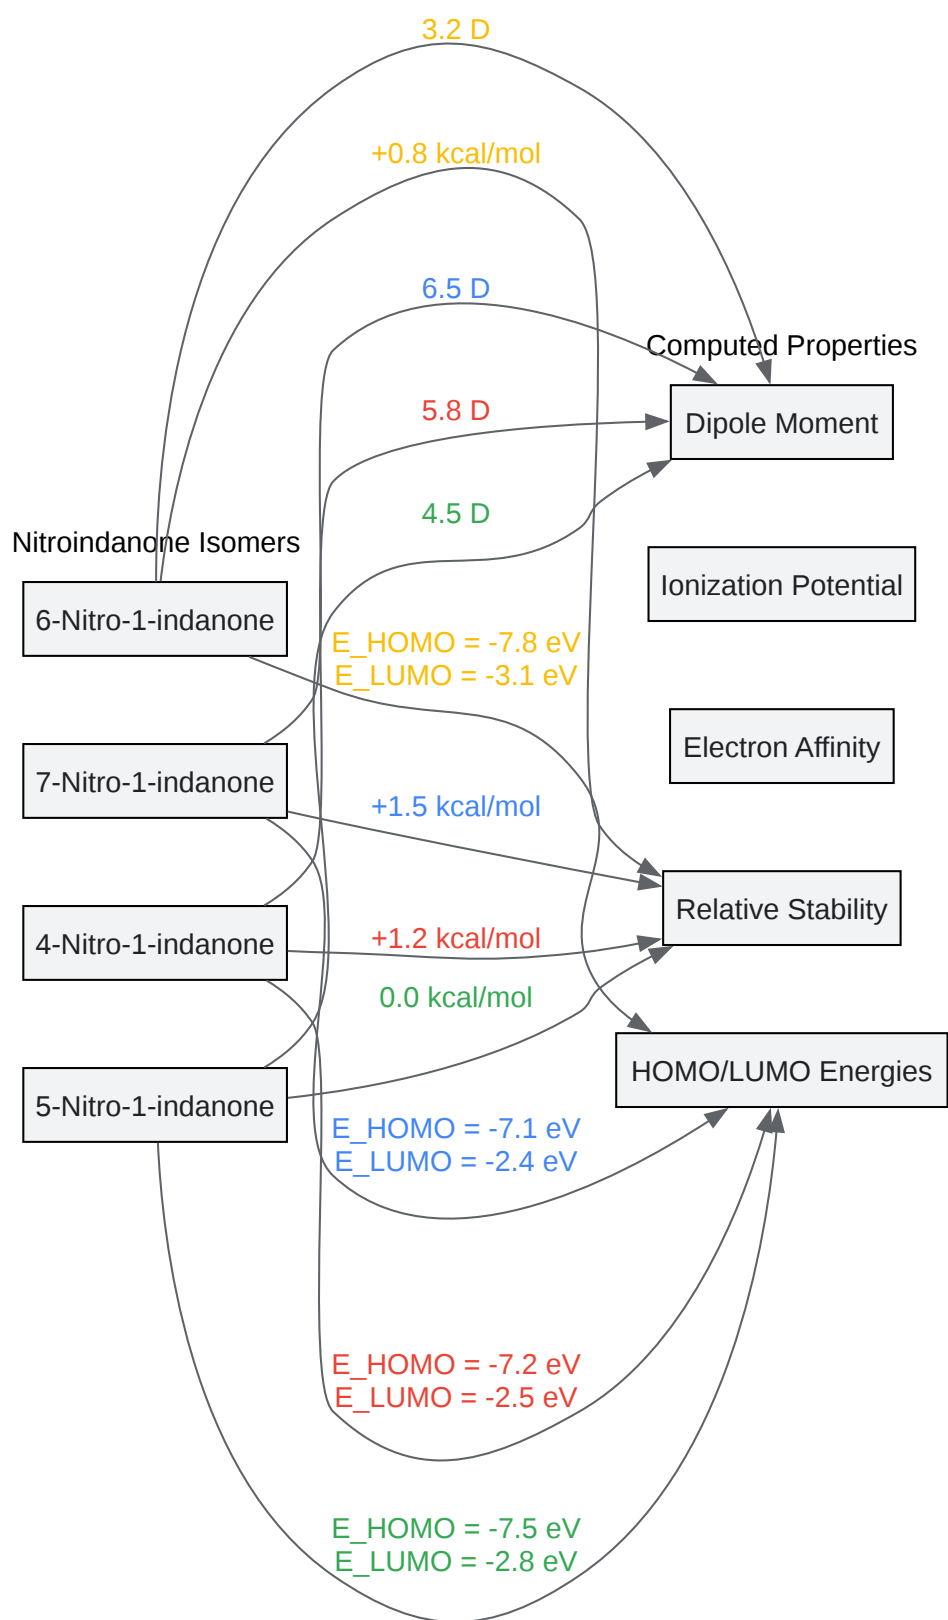 3.2 D
+0.8 kcal/mol
6.5 D
Computed Properties
5.8 D
Dipole Moment
4.5 D
Nitroindanone Isomers
Ionization Potential
6-Nitro-1-indanone
E_HOMO = -7.8 eV
E_LUMO = -3.1 eV
Electron Affinity
7-Nitro-1-indanone
+1.5 kcal/mol
Relative Stability
4-Nitro-1-indanone
+1.2 kcal/mol
0.0 kcal/mol
HOMO/LUMO Energies
5-Nitro-1-indanone
E_HOMO = -7.1 eV
E_LUMO = -2.4 eV
E_HOMO = -7.2 eV
E_LUMO = -2.5 eV
E_HOMO = -7.5 eV
E_LUMO = -2.8 eV